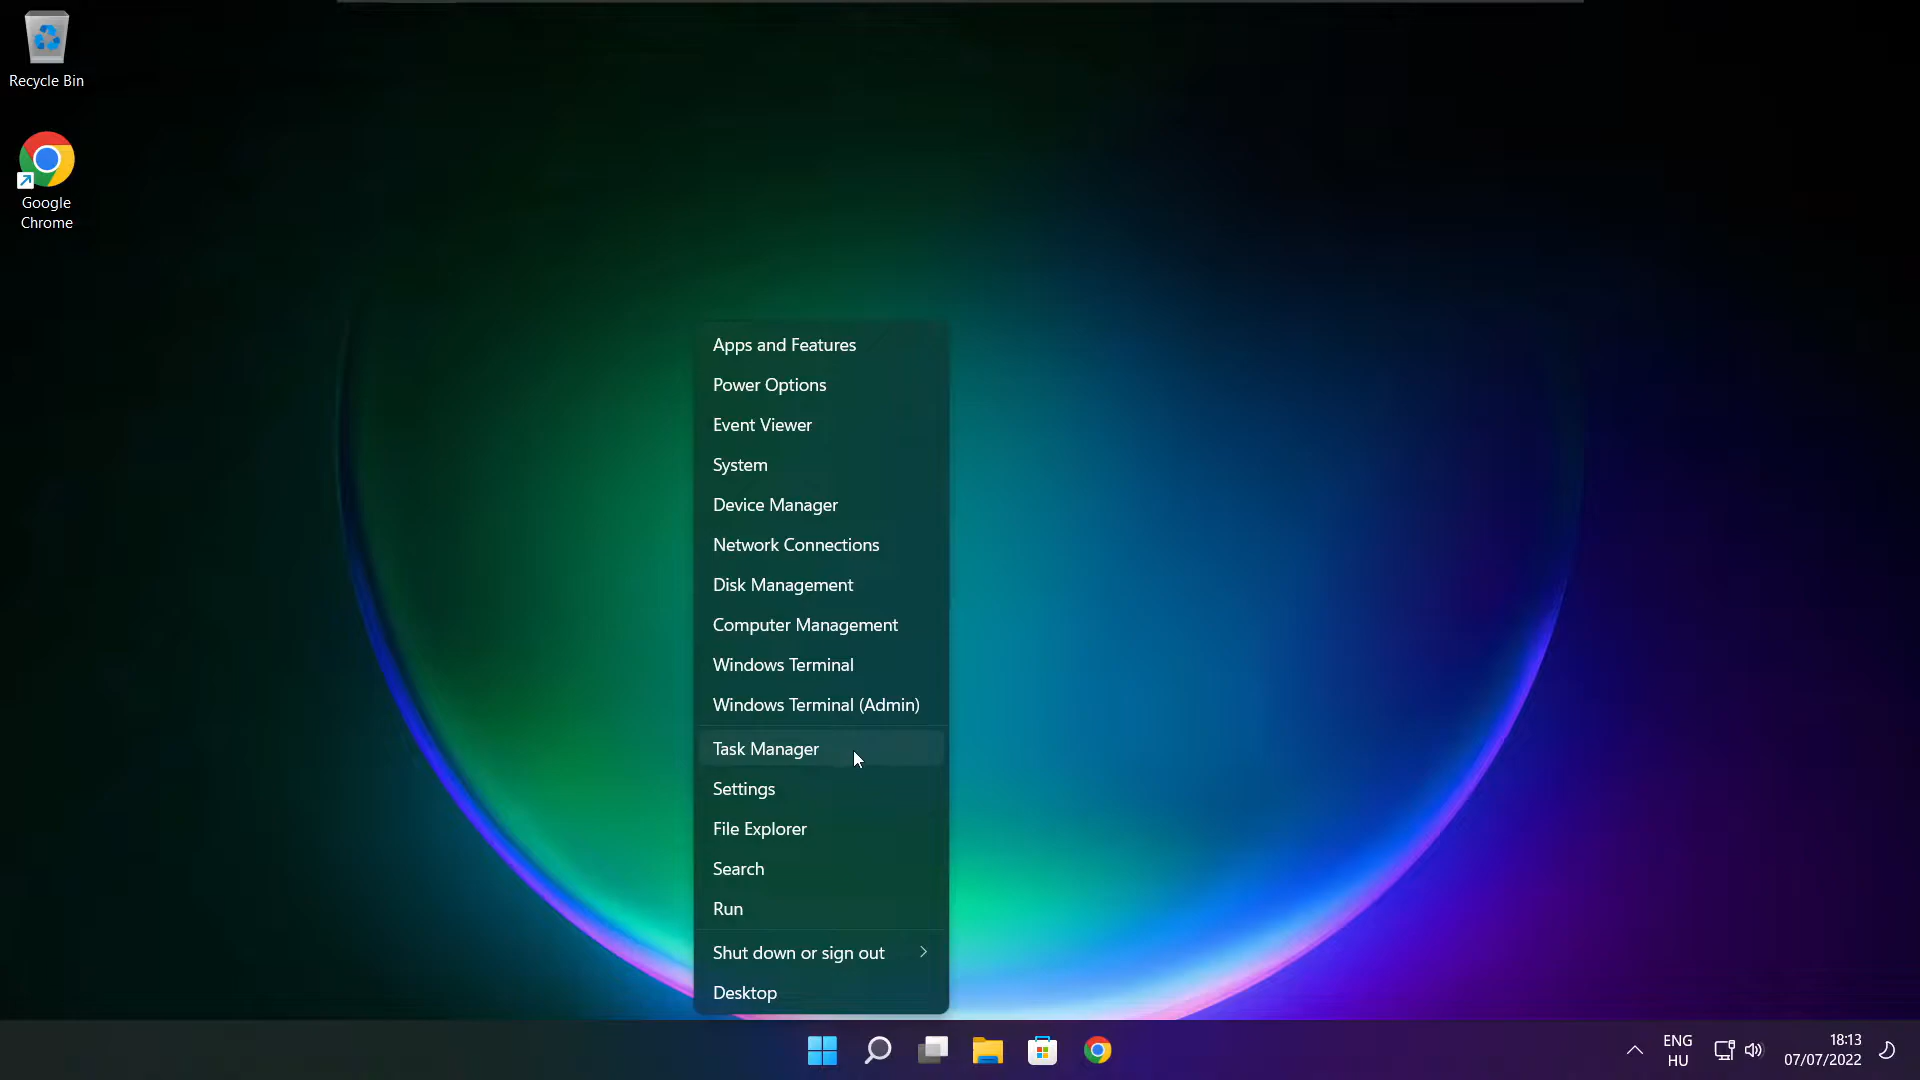 Recycle Bin
Google
Chrome
Apps and Features
Power Options
Event Viewer
System
Device Manager
Network Connections
Disk Management
Computer Management
Windows Terminal
Windows Terminal (Admin)
Task Manager
Settings
File Explorer
Search
Run
Shut down or sign out
Desktop
ENG
HU
18:13
07/07/2022